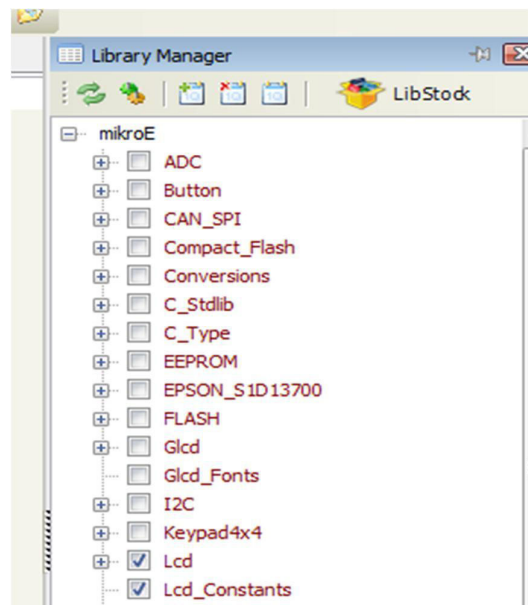 Library Manager
LibStock
mikroE
ADC
Button
CAN_SPI
Compact_Flash
Conversions
C_Stdlib
C_Type
EEPROM
EPSON_S1D13700
FLASH
Glcd
Glcd_Fonts
I2C
Keypad4x4
Lcd
Lcd_Constants